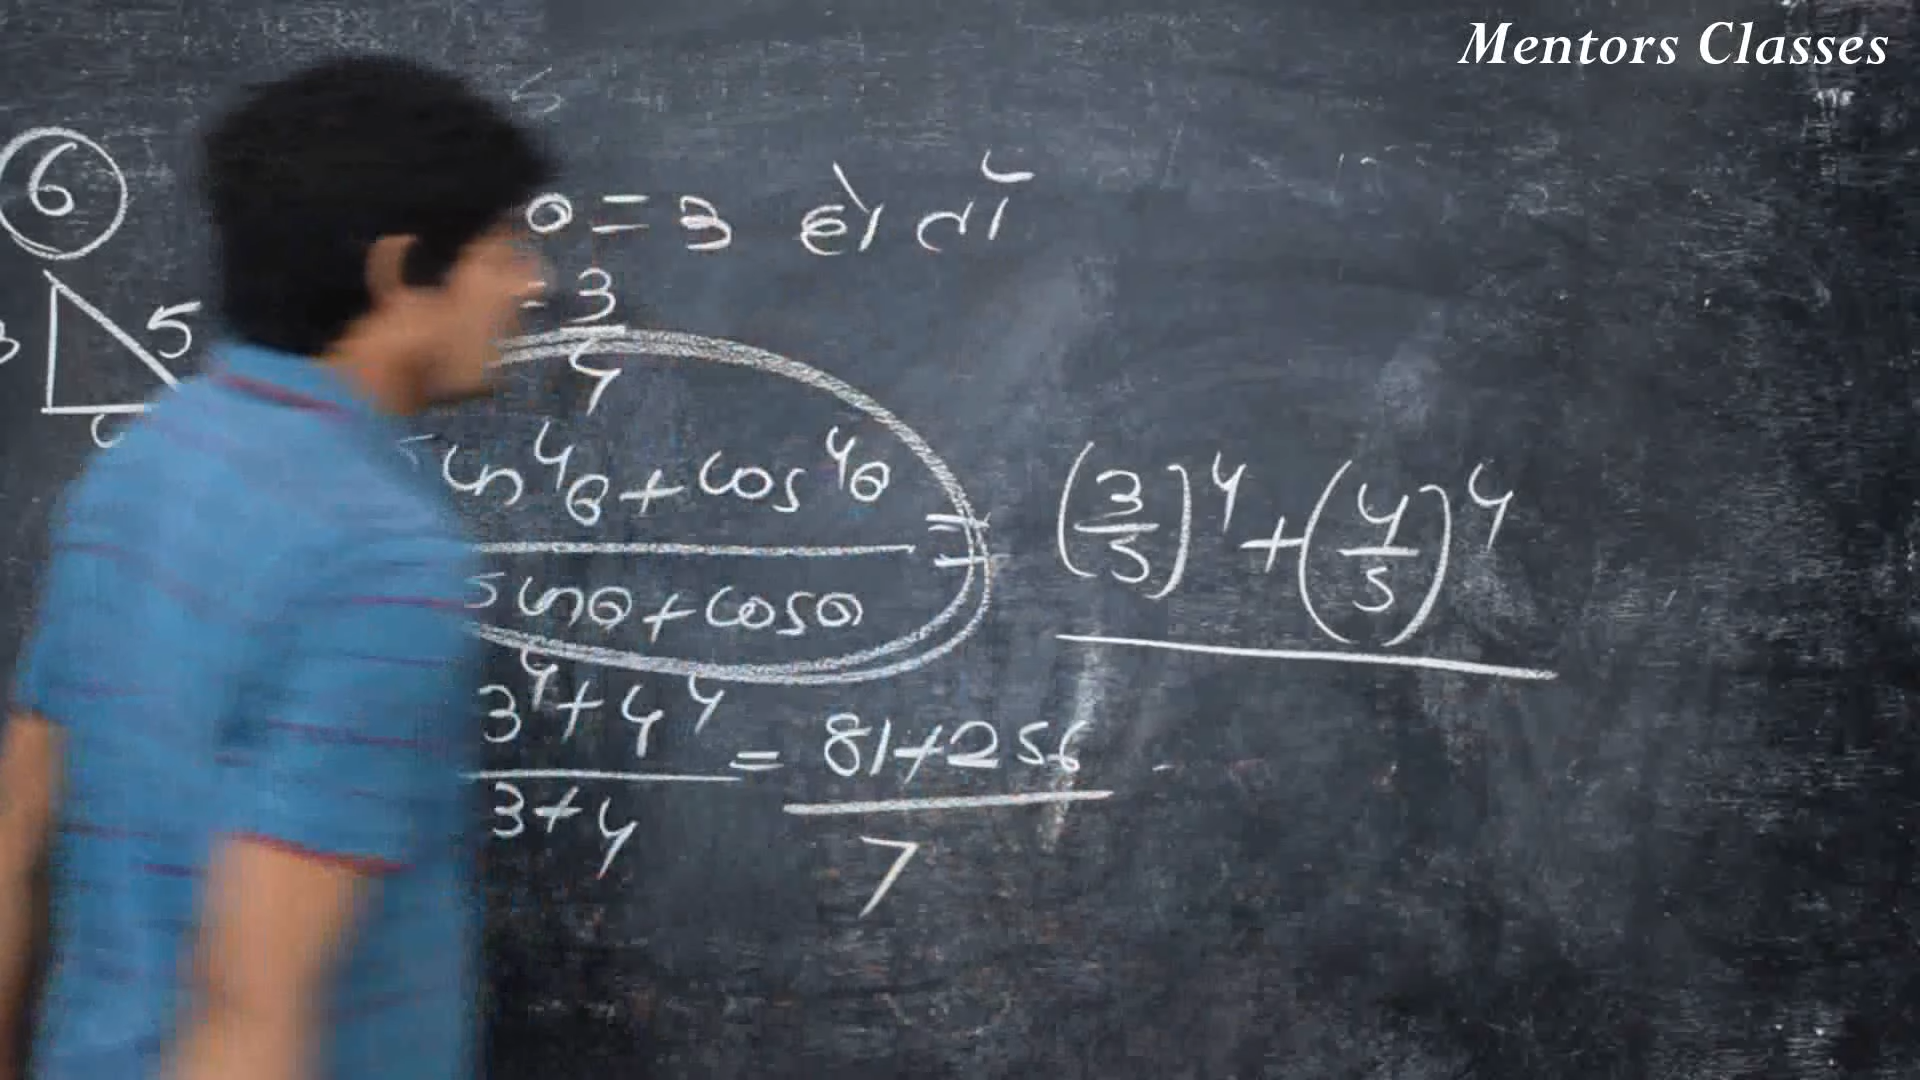 Mentors Classes
6 θ = 3 हो तो
3 5 = 3/4
sin⁴θ + cos⁴θ / sinθ + cosθ = (3/5)⁴ + (4/5)⁴
3⁴ + 4⁴ / 3 + 4 = 81 + 256 / 7